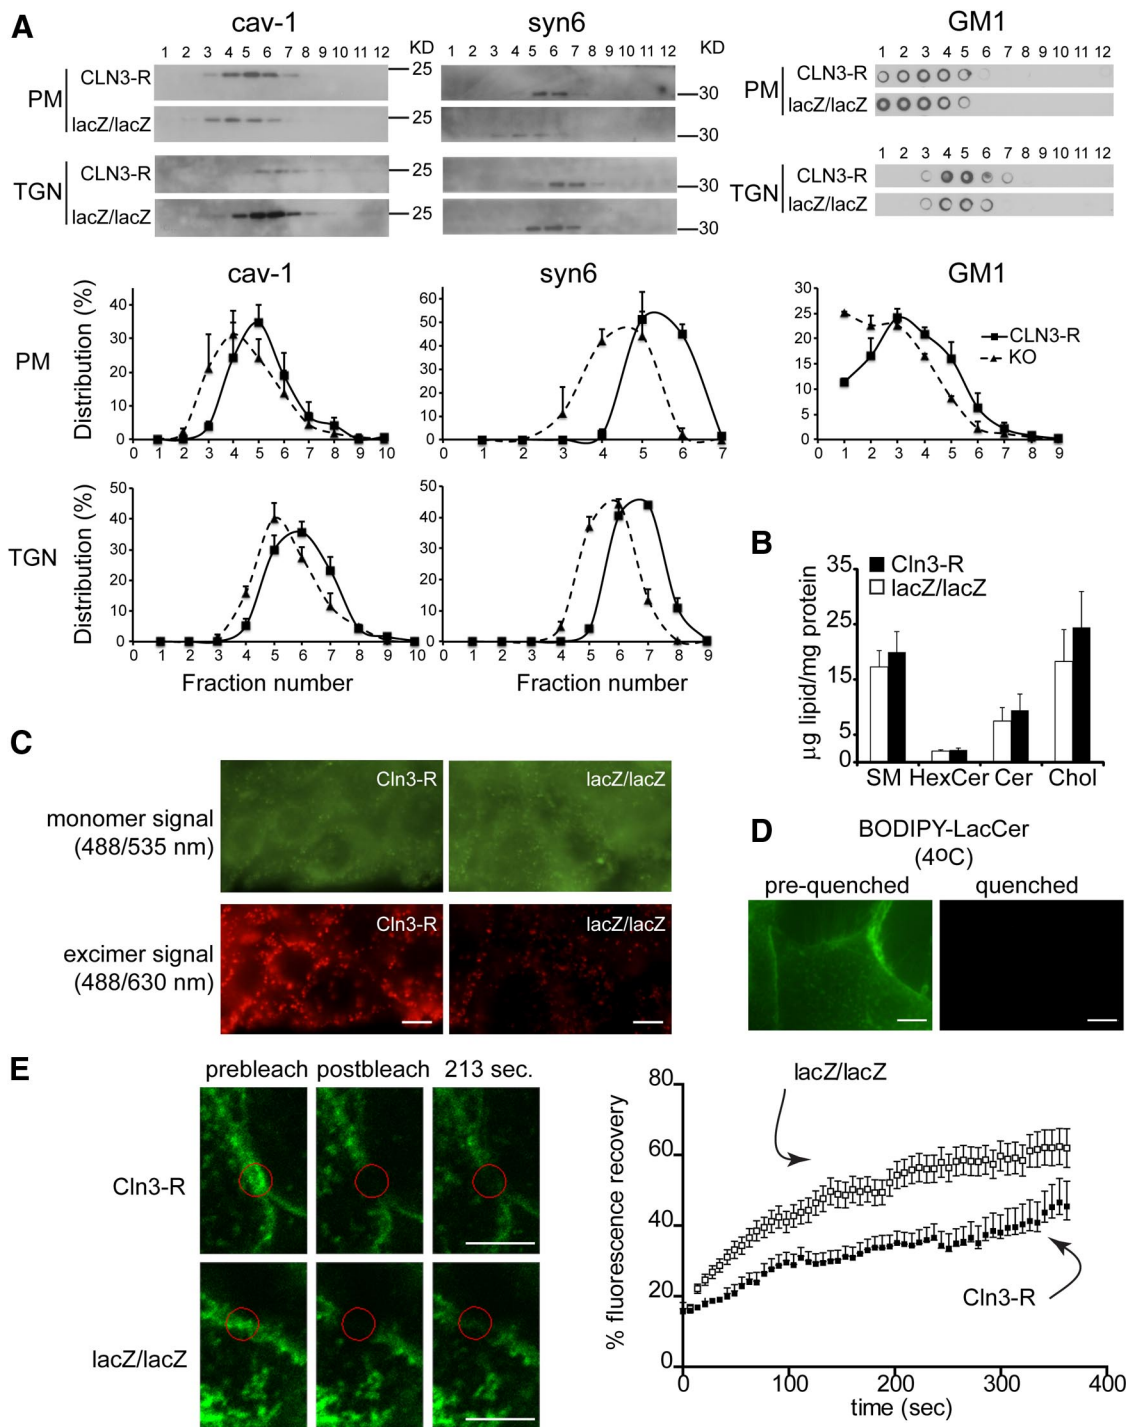 A
cav-1
syn6
GM1
1 2 3 4 5 6 7 8 9 10 12 KD
1 2 3 4 5 6 7 8 9 10 11 12 KD
1 2 3 4 5 6 7 8 9 10 11 12
PM
CLN3-R
25
30
CLN3-R
lacZ/lacZ
25
30
PM
lacZ/lacZ
1 2 3 4 5 6 7 8 9 10 11 12
TGN
CLN3-R
25
30
CLN3-R
lacZ/lacZ
25
30
TGN
lacZ/lacZ
cav-1
syn6
GM1
PM
Distribution (%)
40
30
20
10
0
0 1 2 3 4 5 6 7 8 9 10
60
50
40
30
20
10
0
0 1 2 3 4 5 6 7
30
25
20
15
10
5
0
0 1 2 3 4 5 6 7 8 9
CLN3-R
KO
TGN
Distribution (%)
50
40
30
20
10
0
0 1 2 3 4 5 6 7 8 9 10
50
40
30
20
10
0
0 1 2 3 4 5 6 7 8 9
Fraction number
Fraction number
B
µg lipid/mg protein
35
25
15
5
0
Cln3-R
lacZ/lacZ
SM HexCer Cer Chol
C
monomer signal
(488/535 nm)
Cln3-R
lacZ/lacZ
excimer signal
(488/630 nm)
Cln3-R
lacZ/lacZ
D
BODIPY-LacCer
(4ºC)
pre-quenched
quenched
E
prebleach postbleach 213 sec.
Cln3-R
lacZ/lacZ
% fluorescence recovery
80
60
40
20
0
lacZ/lacZ
Cln3-R
0 100 200 300 400
time (sec)